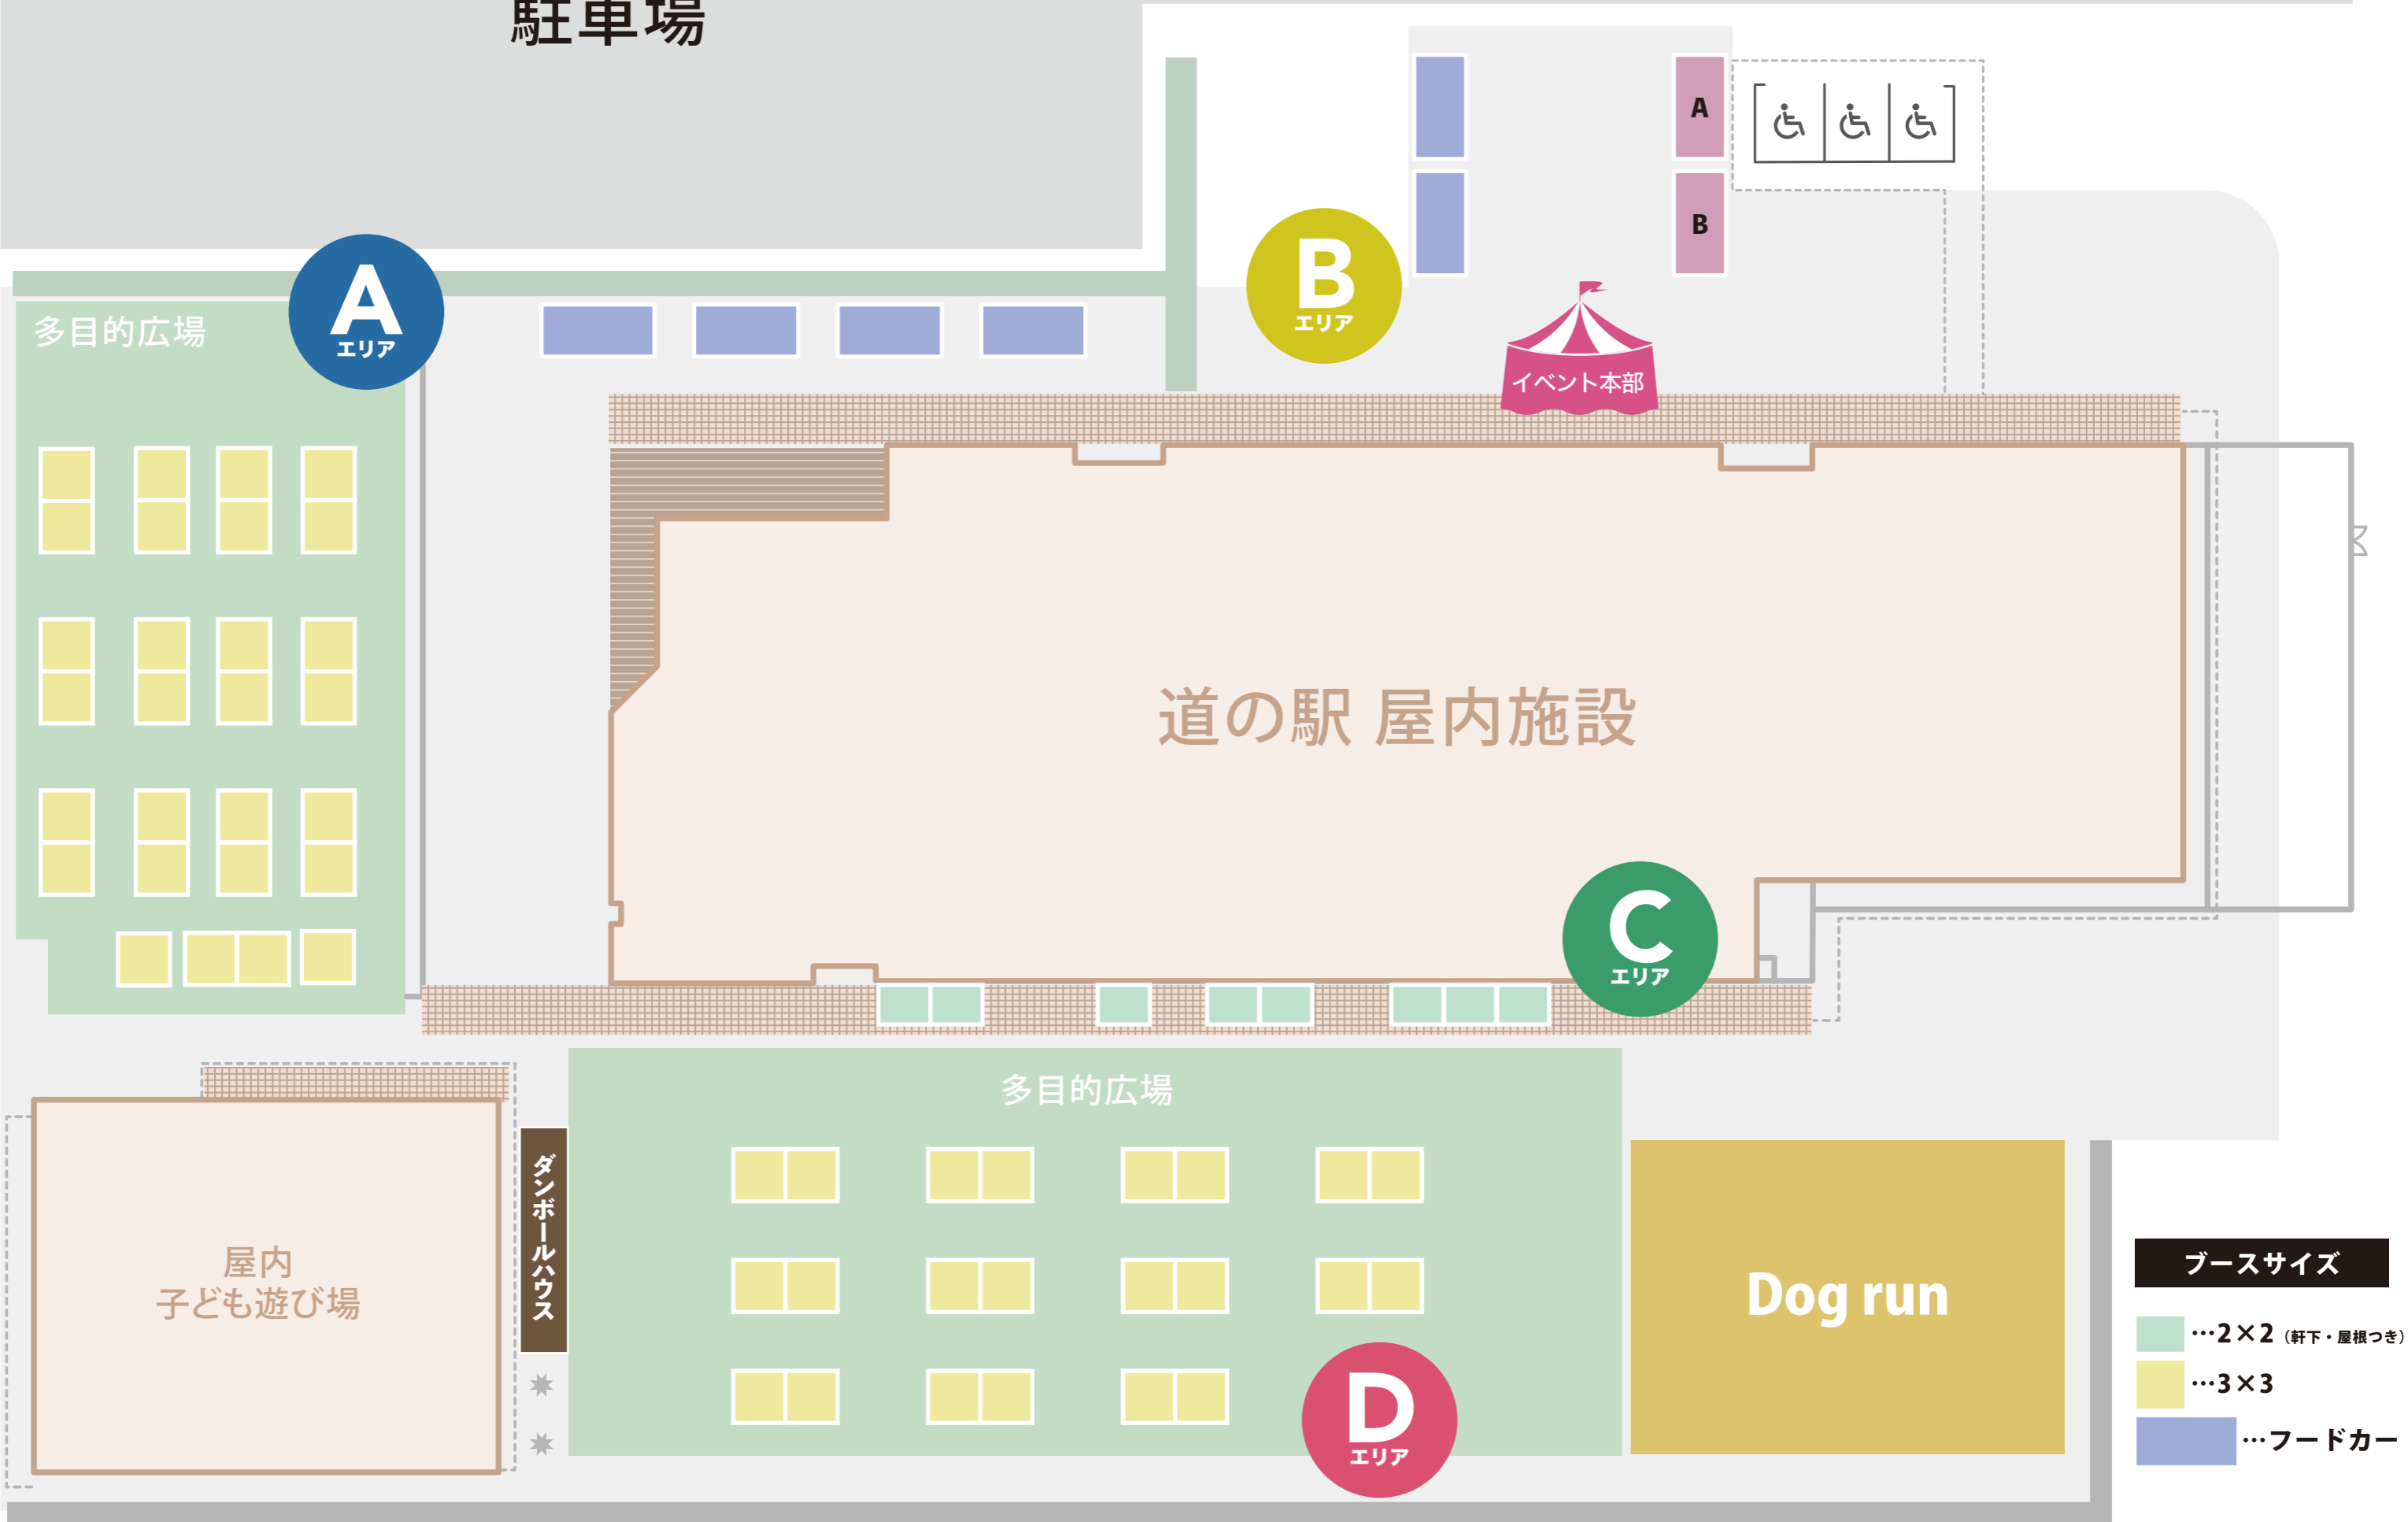 駐車場
A
B
A
エリア
B
エリア
多目的広場
イベント本部
道の駅 屋内施設
C
エリア
多目的広場
ダンボールハウス
屋内
子ども遊び場
Dog run
D
エリア
ブースサイズ
…2×2（軒下・屋根つき）
…3×3
…フードカー